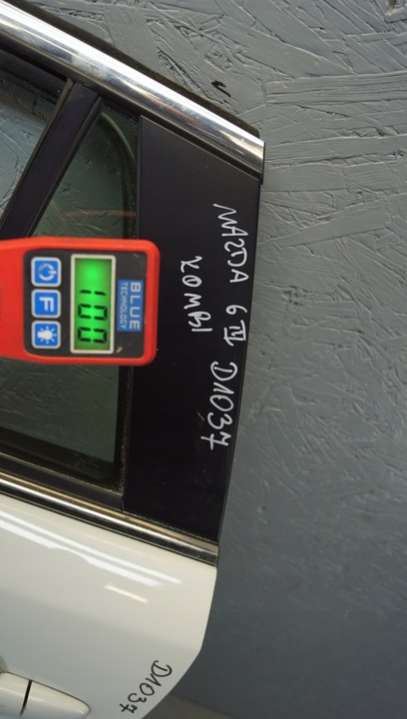 MAZDA 6 III D1037
KOMBI
BLUE
TECHNOLOGY
100
F
D1037